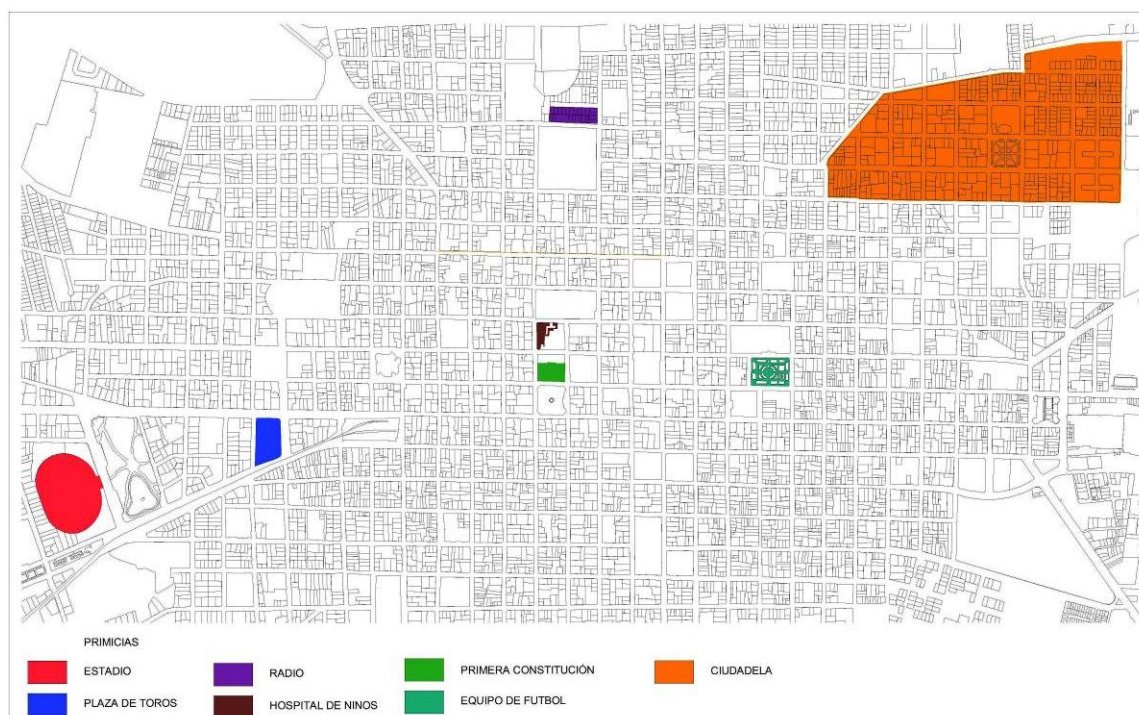 PRIMICIAS
ESTADIO
RADIO
PRIMERA CONSTITUCIÓN
CIUDADELA
PLAZA DE TOROS
HOSPITAL DE NINOS
EQUIPO DE FUTBOL